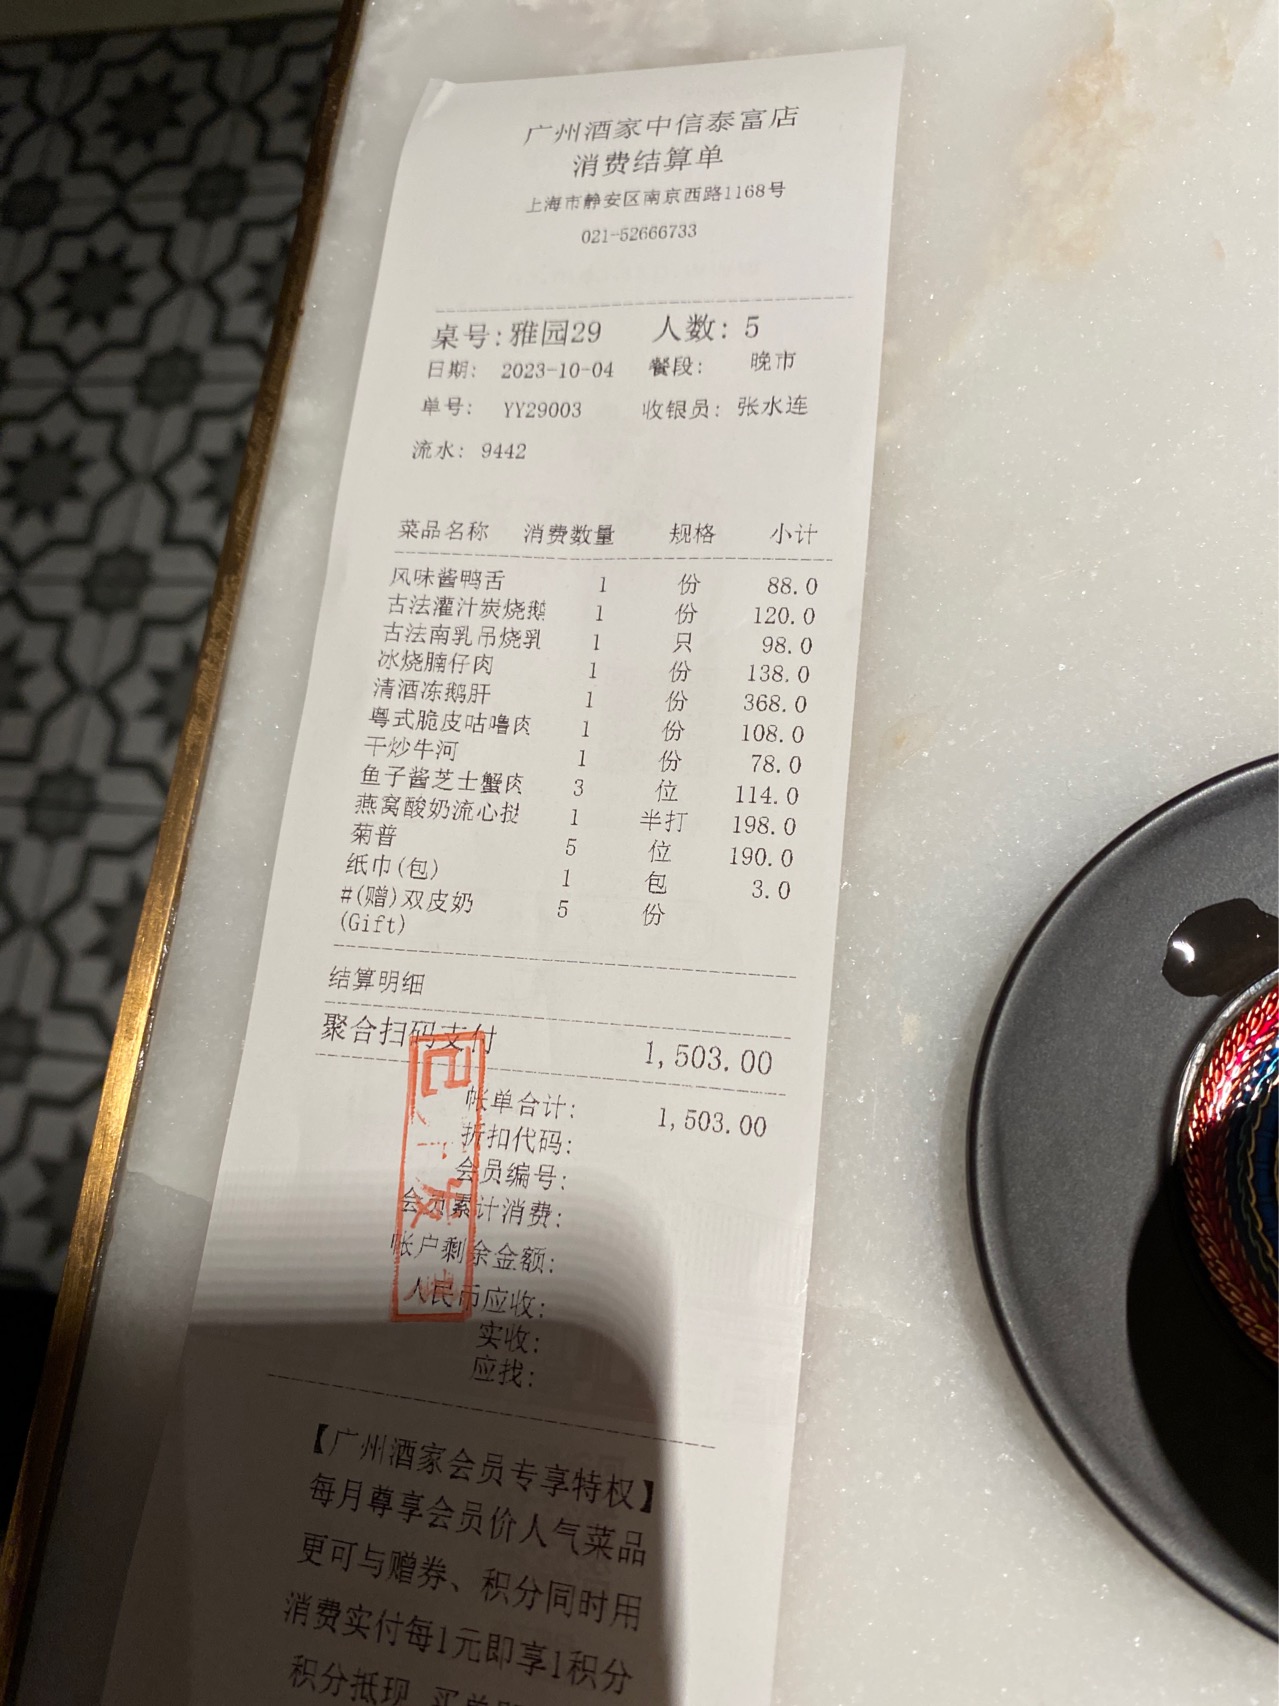 广州酒家中信泰富店
消费结算单
上海市静安区南京西路1168号
021-52666733
桌号:雅园29 人数: 5
日期: 2023-10-04 餐段: 晚市
单号: YY29003 收银员: 张水连
流水: 9442
菜品名称 消费数量 规格 小计
风味酱鸭舌 1 份 88.0
古法灌汁炭烧鹅 1 份 120.0
古法南乳吊烧乳 1 只 98.0
冰烧腩仔肉 1 份 138.0
清酒冻鹅肝 1 份 368.0
粤式脆皮咕噜肉 1 份 108.0
干炒牛河 1 份 78.0
鱼子酱芝士蟹肉 3 位 114.0
燕窝酸奶流心挞 1 半打 198.0
菊普 5 位 190.0
纸巾(包) 1 包 3.0
#(赠)双皮奶 5 份
(Gift)
结算明细
聚合扫码支付 1,503.00
帐单合计: 1,503.00
折扣代码:
会员编号:
会员累计消费:
帐户剩余金额:
人民币应收:
实收:
应找:
【广州酒家会员专享特权】
每月尊享会员价人气菜品
更可与赠券、积分同时用
消费实付每1元即享1积分
积分抵现